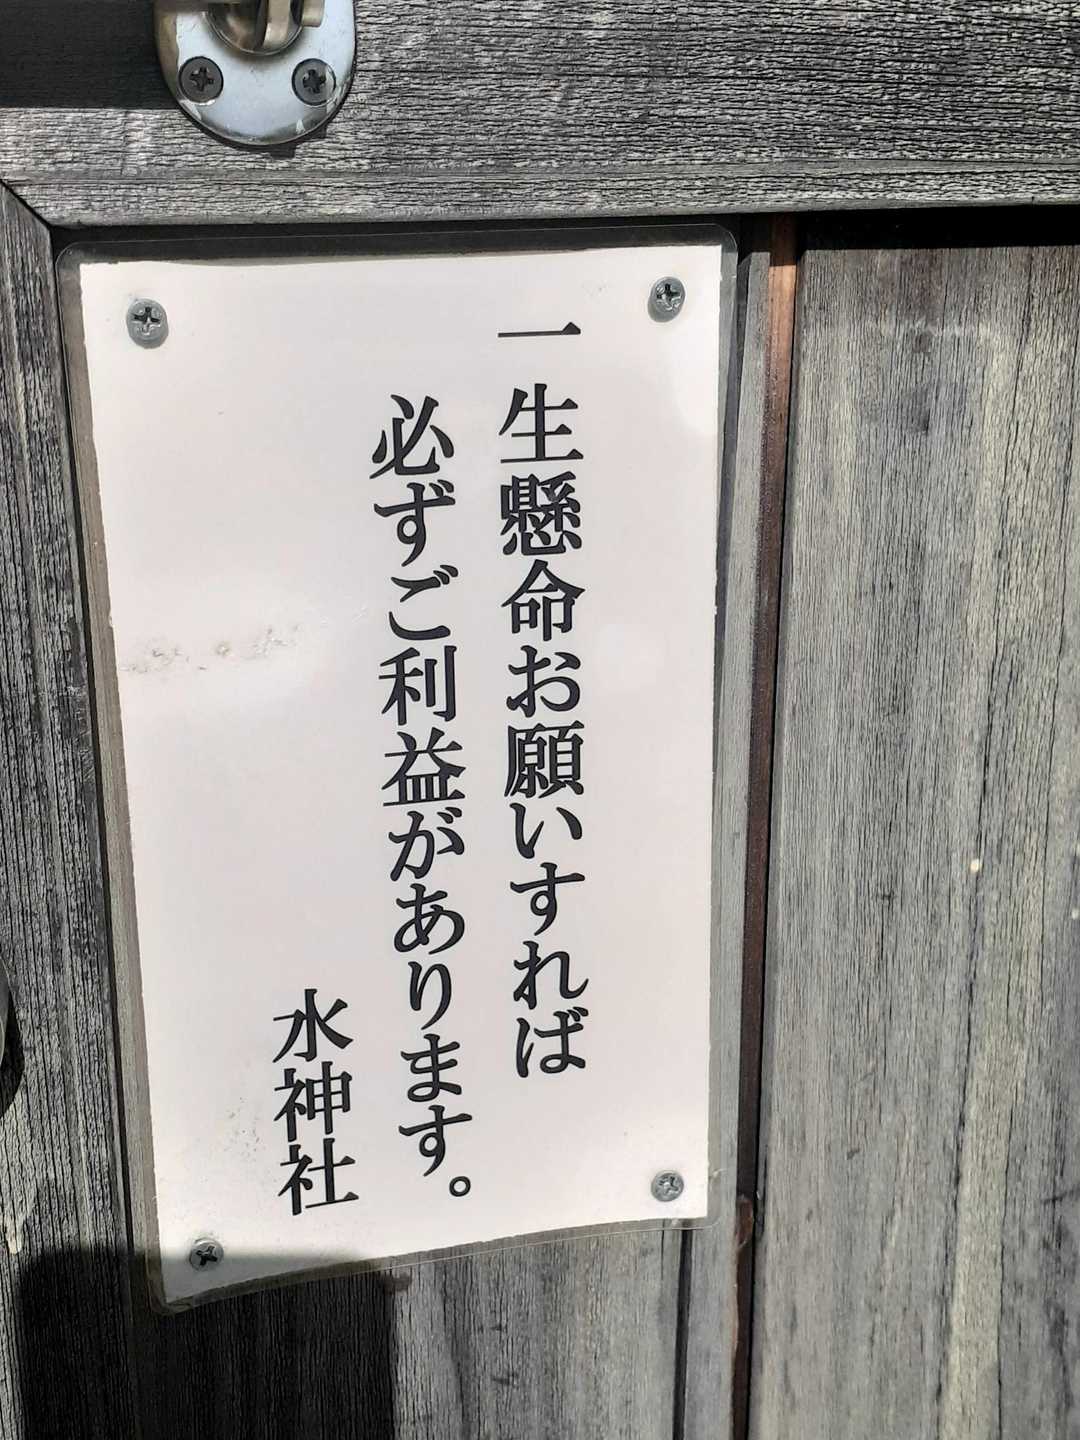 一生懸命お願いすれば
必ずご利益があります。
水神社